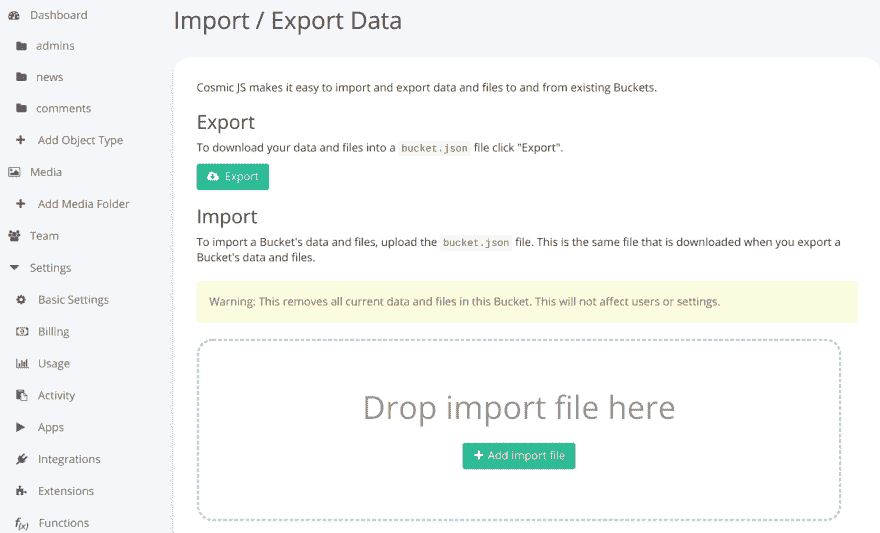 Dashboard
admins
news
comments
Add Object Type
Media
Add Media Folder
Team
Settings
Basic Settings
Billing
Usage
Activity
Apps
Integrations
Extensions
f(x) Functions
Import / Export Data
Cosmic JS makes it easy to import and export data and files to and from existing Buckets.
Export
To download your data and files into a bucket.json file click "Export".
Export
Import
To import a Bucket's data and files, upload the bucket.json file. This is the same file that is downloaded when you export a
Bucket's data and files.
Warning: This removes all current data and files in this Bucket. This will not affect users or settings.
Drop import file here
Add import file